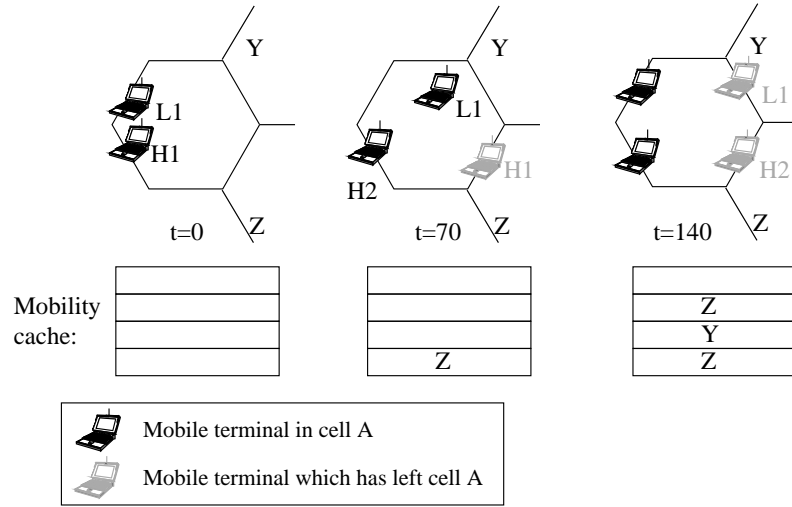 Y
Y
Y
L1
L1
L1
H1
H2
H1
H2
Z
Z
Z
t=0
t=70
t=140
Mobility
cache:
Z
Y
Z
Z
Mobile terminal in cell A
Mobile terminal which has left cell A